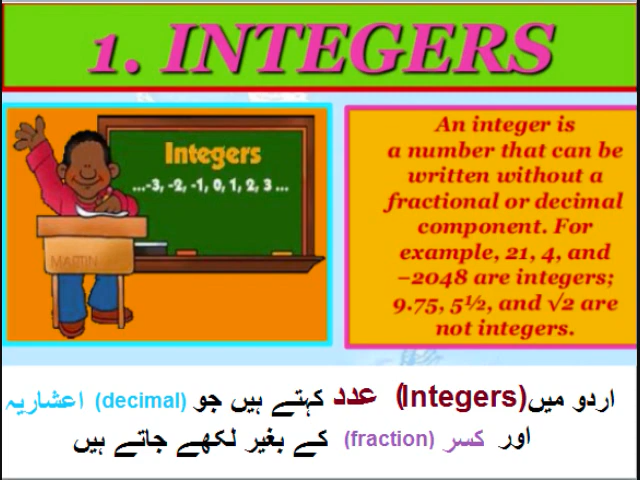 1. INTEGERS
Integers
...-3, -2, -1, 0, 1, 2, 3 ...
MARTIN
An integer is
a number that can be
written without a
fractional or decimal
component. For
example, 21, 4, and
−2048 are integers;
9.75, 5½, and √2 are
not integers.
اردو میں (Integers) عدد کہتے ہیں جو (decimal) اعشاریہ
اور کسر (fraction) کے بغیر لکھے جاتے ہیں